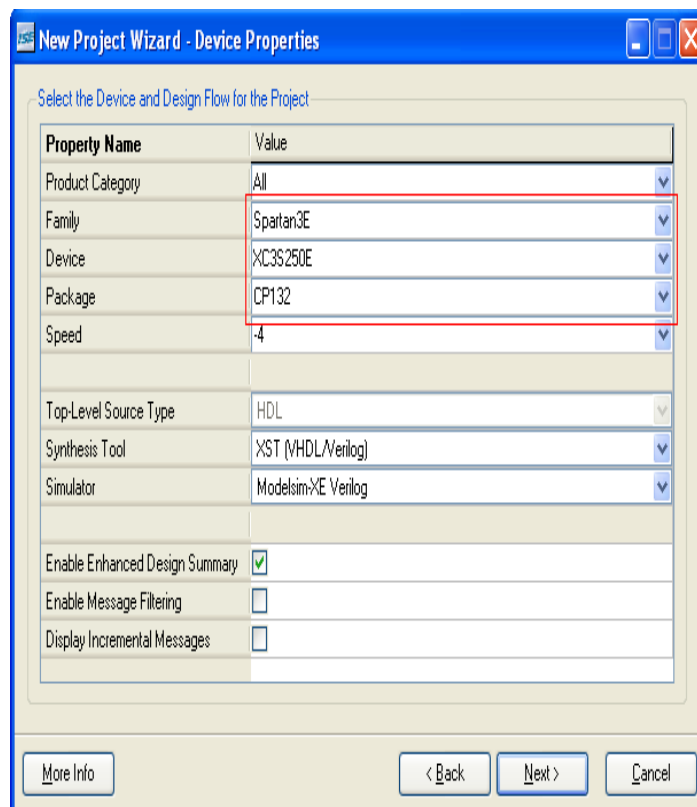 ISE New Project Wizard - Device Properties
Select the Device and Design Flow for the Project
Property Name Value
Product Category All
Family Spartan3E
Device XC3S250E
Package CP132
Speed -4
Top-Level Source Type HDL
Synthesis Tool XST (VHDL/Verilog)
Simulator Modelsim-XE Verilog
Enable Enhanced Design Summary
Enable Message Filtering
Display Incremental Messages
More Info < Back Next > Cancel